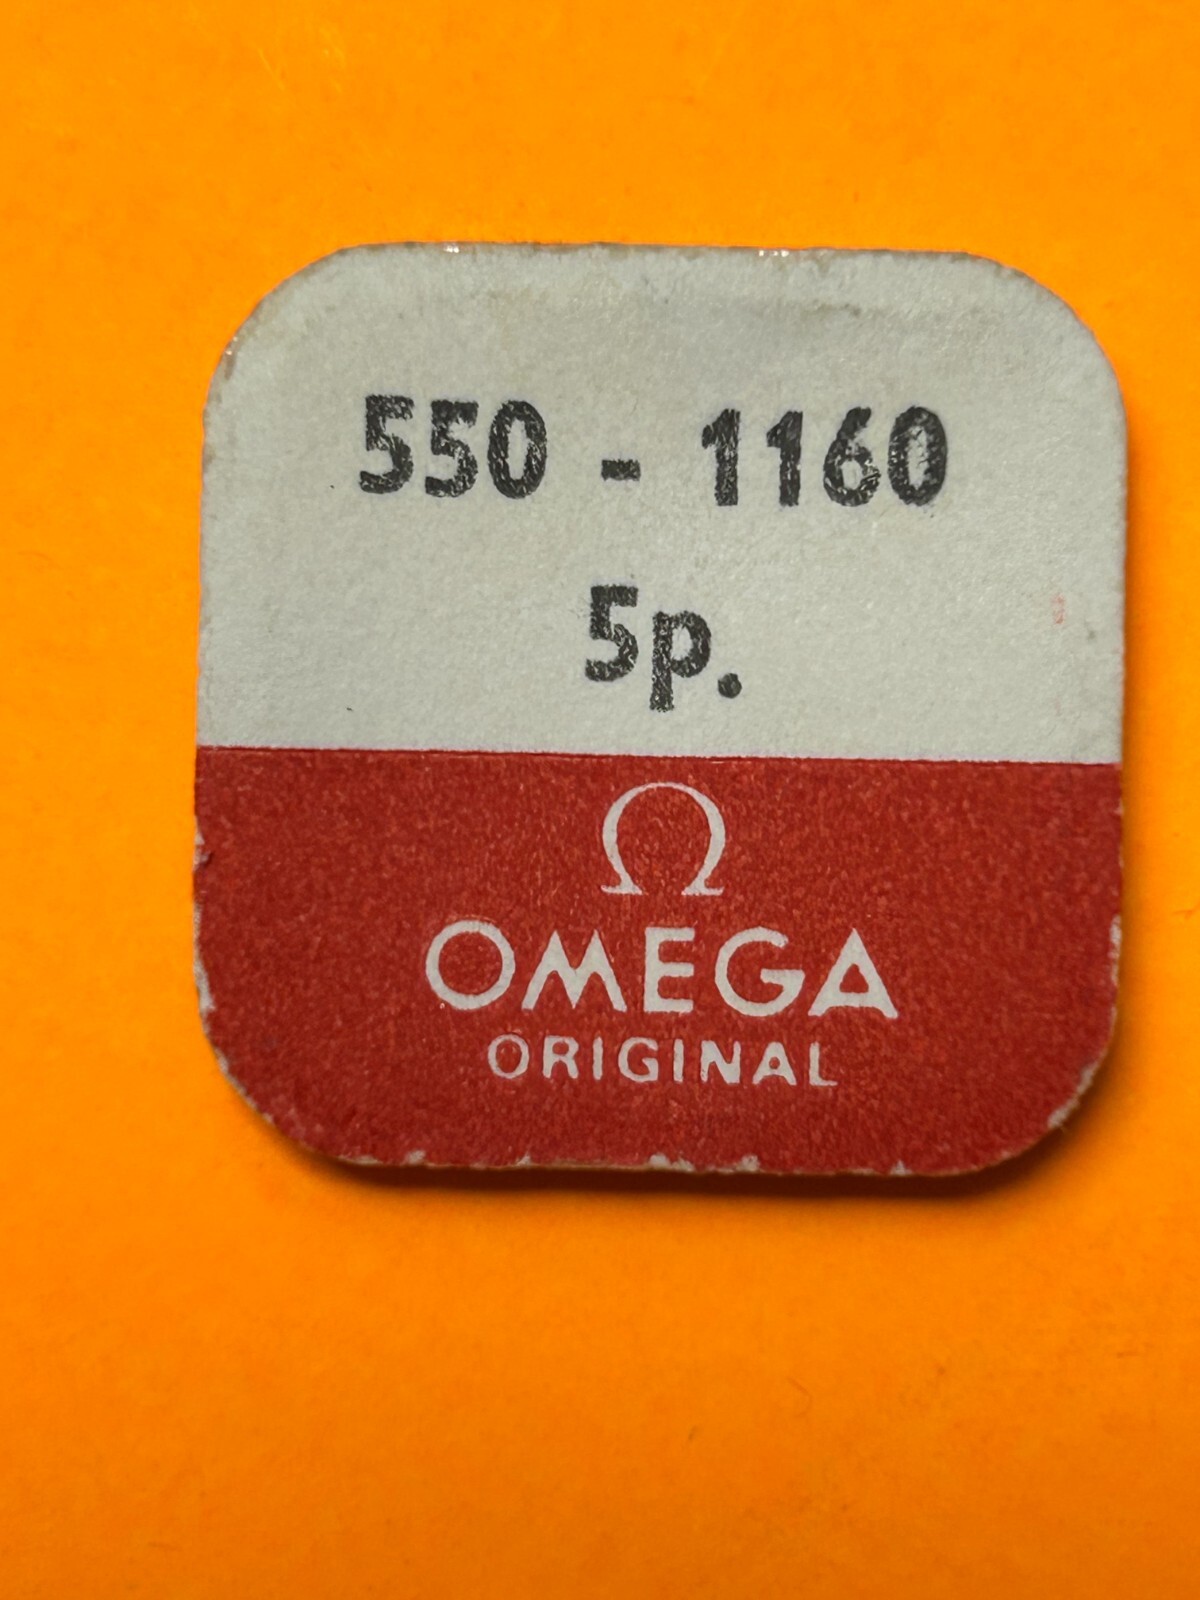 550 - 1160
5p.
Ω
OMEGA
ORIGINAL